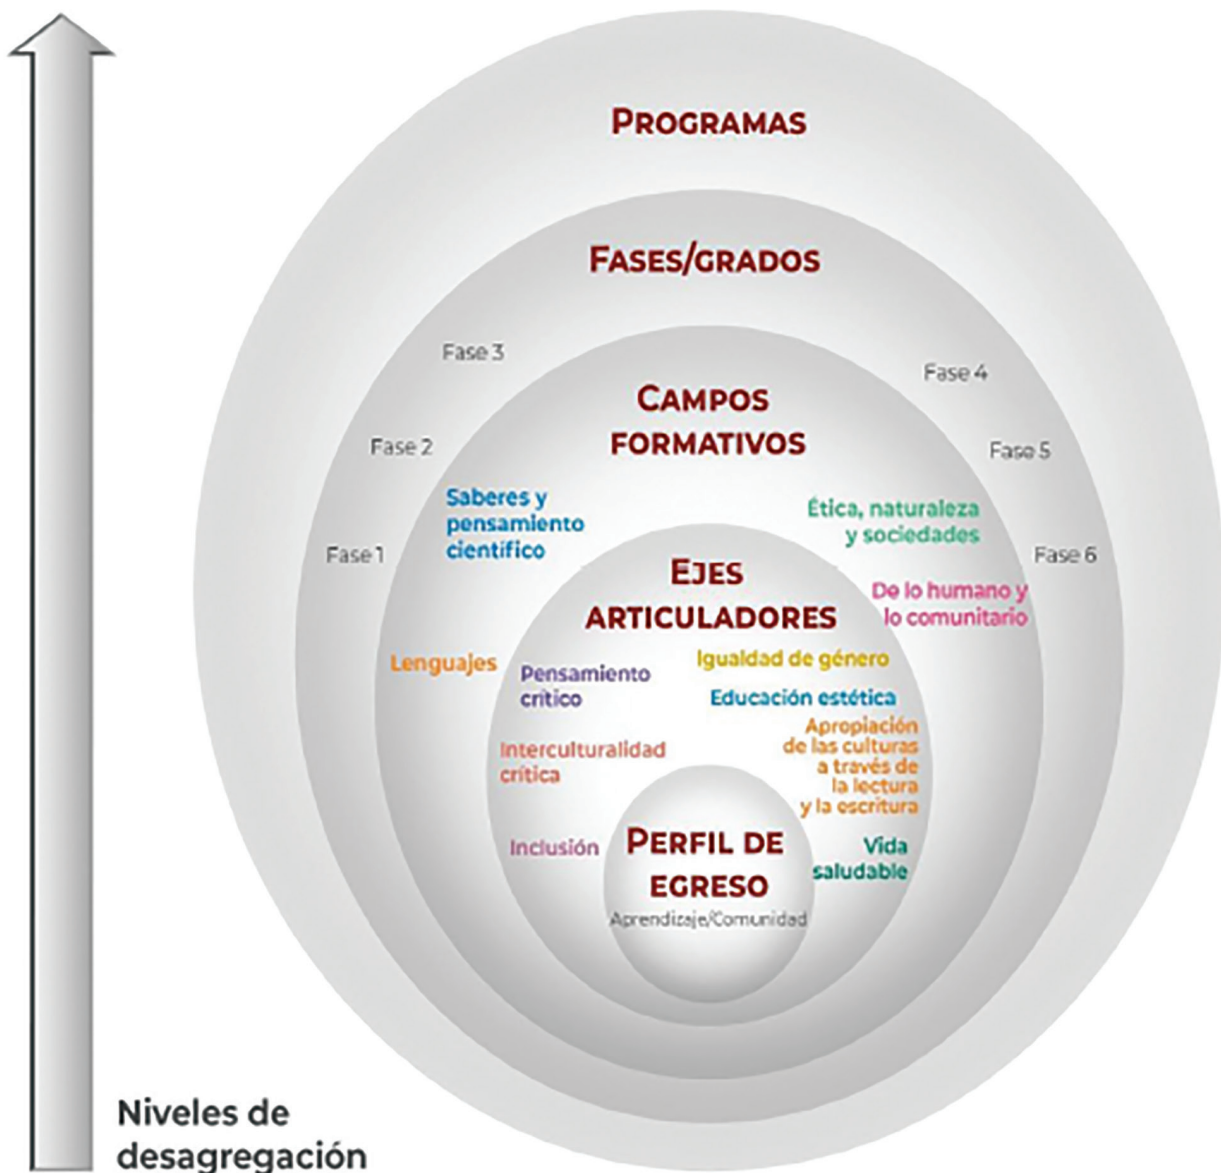 PROGRAMAS
FASES/GRADOS
Fase 3
Fase 4
CAMPOS
FORMATIVOS
Fase 2
Fase 5
Saberes y
pensamiento
científico
Ética, naturaleza
y sociedades
Fase 1
Fase 6
EJES
ARTICULADORES
De lo humano y
lo comunitario
Lenguajes
Pensamiento
crítico
Igualdad de género
Educación estética
Interculturalidad
crítica
Apropiación
de las culturas
a través de
la lectura
y la escritura
Inclusión
PERFIL DE
EGRESO
Aprendizaje/Comunidad
Vida
saludable
Niveles de
desagregación